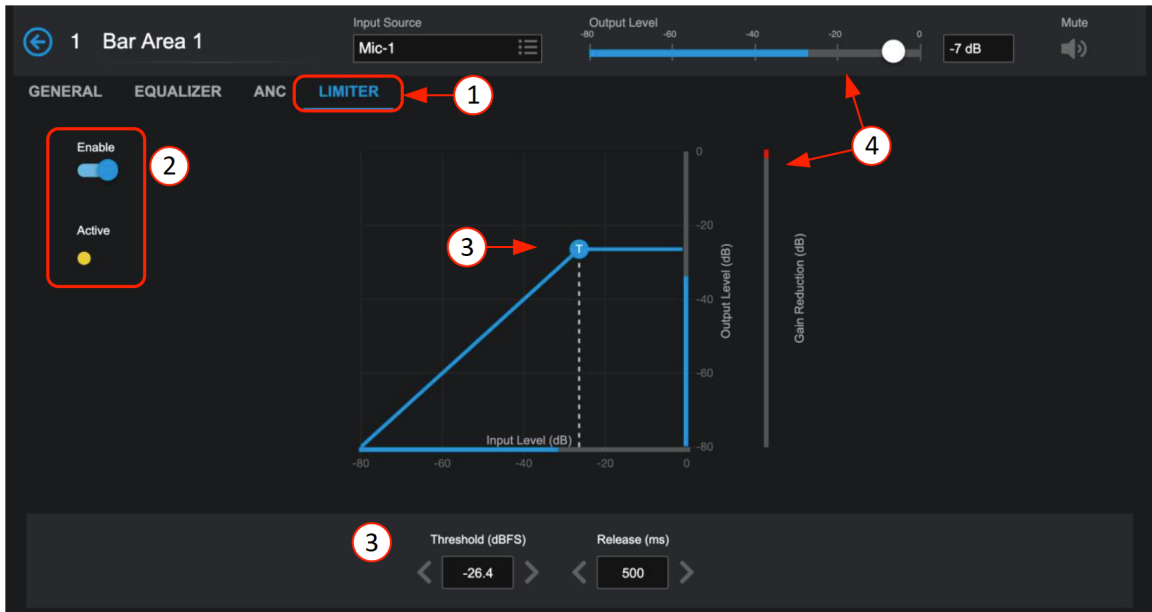 Input Source
Output Level
Mute
-80 -60 -40 -20 0
1 Bar Area 1
Mic-1
-7 dB
GENERAL EQUALIZER ANC LIMITER
1
Enable
2
Active
4
3
T
0
-20
-40
-60
-80
Output Level (dB)
Gain Reduction (dB)
Input Level (dB)
-80 -60 -40 -20 0
3
Threshold (dBFS) Release (ms)
-26.4 500